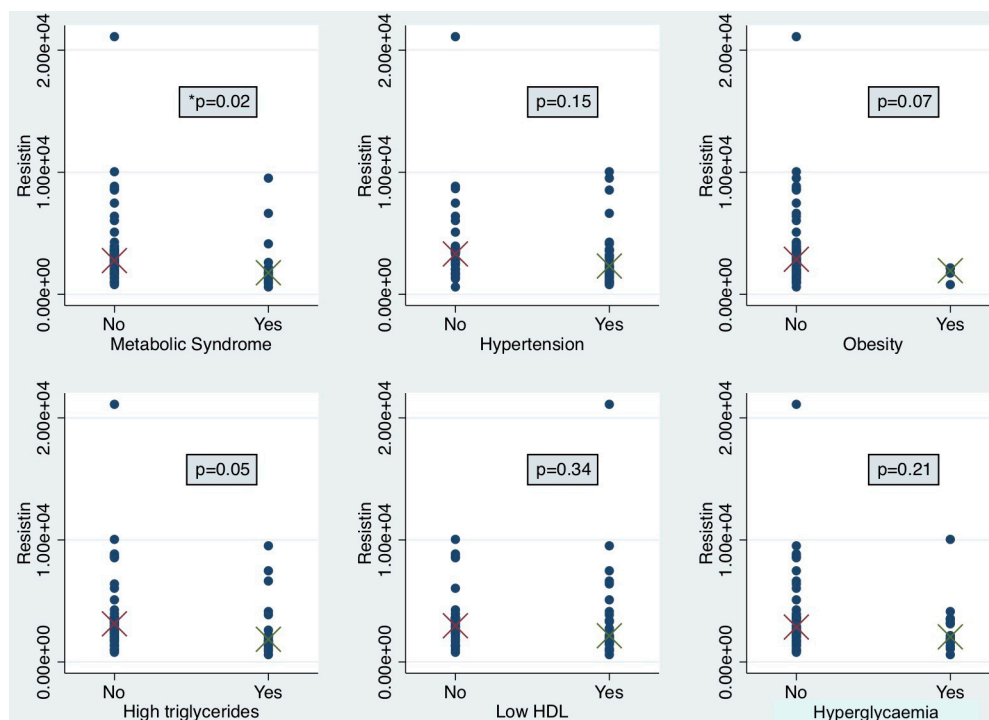 2.00e+04
*p=0.02
Resistin
1.00e+04
0.00e+00
No Yes
Metabolic Syndrome
2.00e+04
p=0.15
Resistin
1.00e+04
0.00e+00
No Yes
Hypertension
2.00e+04
p=0.07
Resistin
1.00e+04
0.00e+00
No Yes
Obesity
2.00e+04
p=0.05
Resistin
1.00e+04
0.00e+00
No Yes
High triglycerides
2.00e+04
p=0.34
Resistin
1.00e+04
0.00e+00
No Yes
Low HDL
2.00e+04
p=0.21
Resistin
1.00e+04
0.00e+00
No Yes
Hyperglycaemia